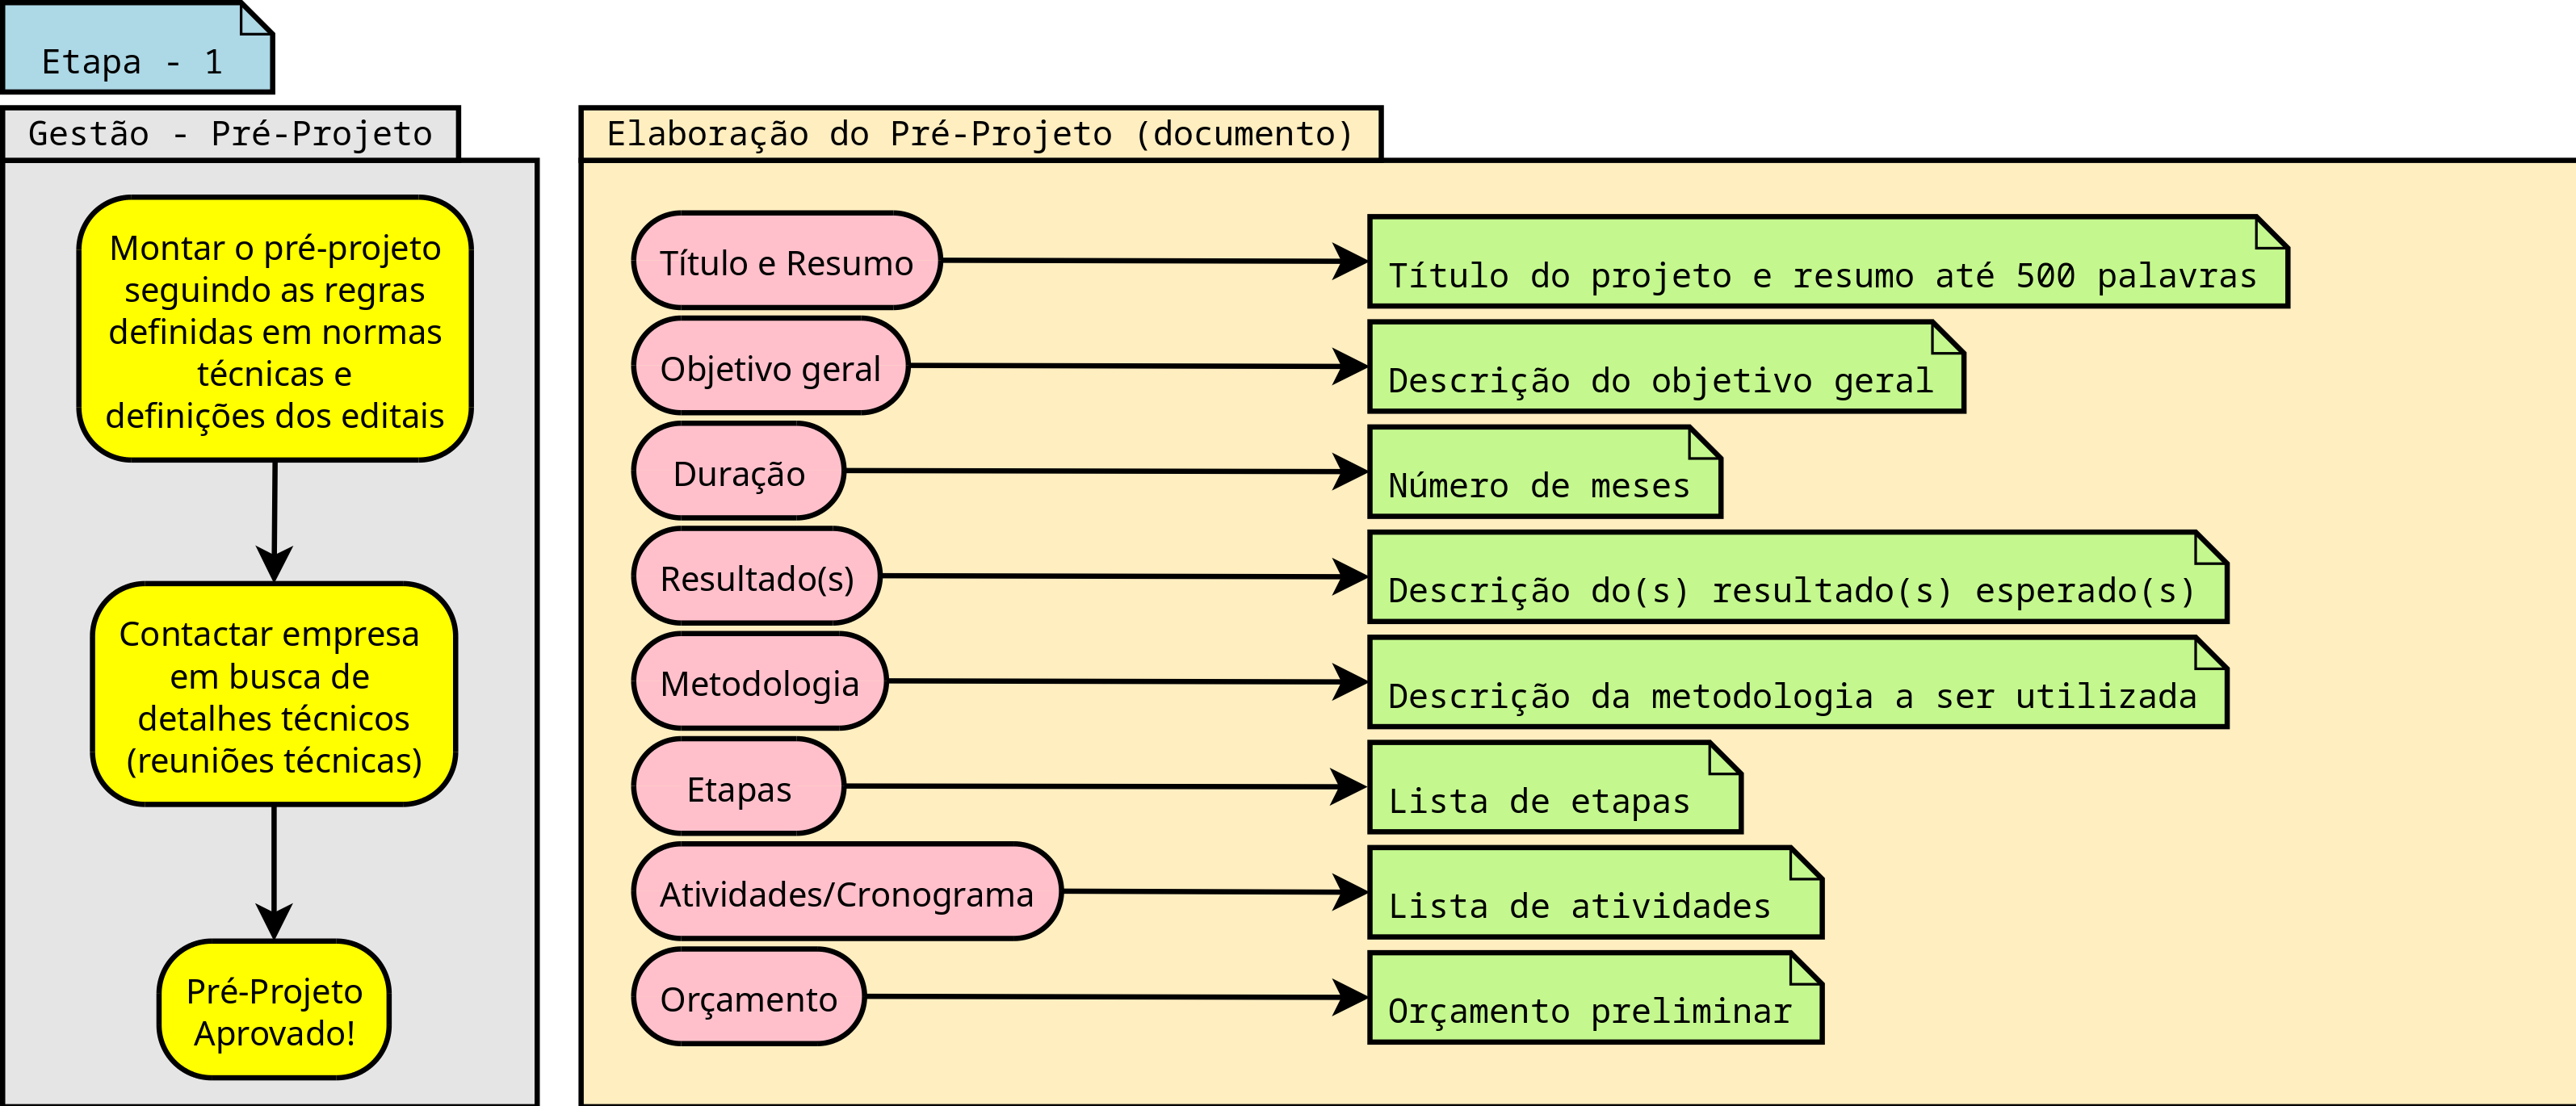 Etapa - 1
Gestão - Pré-Projeto
Montar o pré-projeto
seguindo as regras
definidas em normas
técnicas e
definições dos editais
Contactar empresa
em busca de
detalhes técnicos
(reuniões técnicas)
Pré-Projeto
Aprovado!
Elaboração do Pré-Projeto (documento)
Título e Resumo
Título do projeto e resumo até 500 palavras
Objetivo geral
Descrição do objetivo geral
Duração
Número de meses
Resultado(s)
Descrição do(s) resultado(s) esperado(s)
Metodologia
Descrição da metodologia a ser utilizada
Etapas
Lista de etapas
Atividades/Cronograma
Lista de atividades
Orçamento
Orçamento preliminar